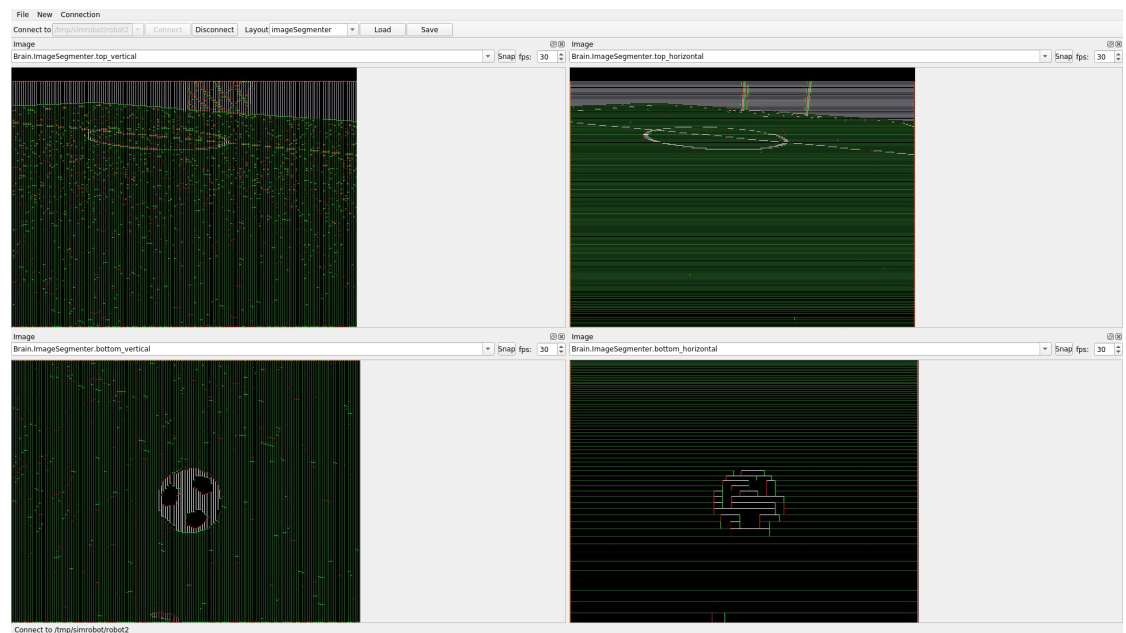 File New Connection
Connect to /tmp/simrobot/robot2 Connect Disconnect Layout imageSegmenter Load Save
Image
Brain.ImageSegmenter.top_vertical Snap fps: 30
Image
Brain.ImageSegmenter.top_horizontal Snap fps: 30
Image
Brain.ImageSegmenter.bottom_vertical Snap fps: 30
Image
Brain.ImageSegmenter.bottom_horizontal Snap fps: 30
Connect to /tmp/simrobot/robot2